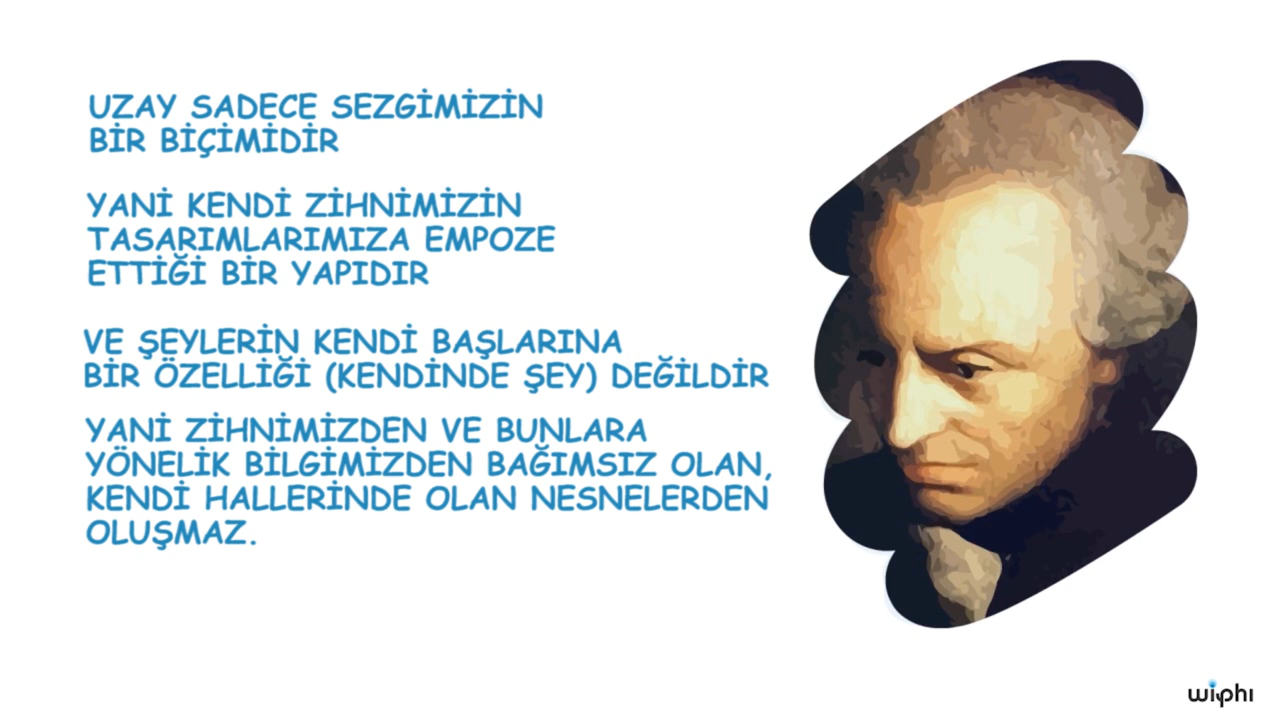 UZAY SADECE SEZGİMİZİN
BİR BİÇİMİDİR
YANİ KENDİ ZİHNİMİZİN
TASARIMLARIMIZA EMPOZE
ETTİĞİ BİR YAPIDIR
VE ŞEYLERİN KENDİ BAŞLARINA
BİR ÖZELLİĞİ (KENDİNDE ŞEY) DEĞİLDİR
YANİ ZİHNİMİZDEN VE BUNLARA
YÖNELİK BİLGİMİZDEN BAĞIMSIZ OLAN,
KENDİ HALLERİNDE OLAN NESNELERDEN
OLUŞMAZ.
wiphi